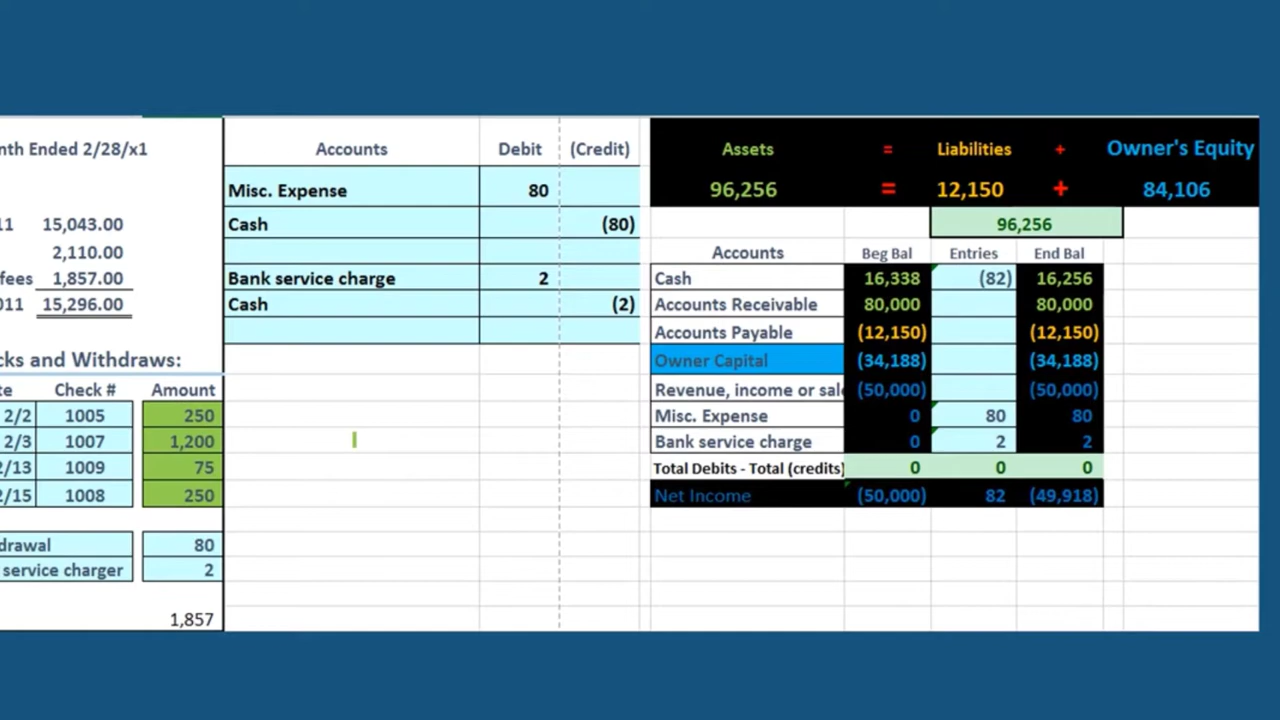 nth Ended 2/28/x1
11 15,043.00
2,110.00
fees 1,857.00
011 15,296.00
cks and Withdraws:
te Check # Amount
2/2 1005 250
2/3 1007 1,200
2/13 1009 75
2/15 1008 250
drawal 80
service charger 2
1,857
Accounts Debit (Credit)
Misc. Expense 80
Cash (80)
Bank service charge 2
Cash (2)
Assets = Liabilities + Owner's Equity
96,256 = 12,150 + 84,106
96,256
Accounts Beg Bal Entries End Bal
Cash 16,338 (82) 16,256
Accounts Receivable 80,000 80,000
Accounts Payable (12,150) (12,150)
Owner Capital (34,188) (34,188)
Revenue, income or sale (50,000) (50,000)
Misc. Expense 0 80 80
Bank service charge 0 2 2
Total Debits - Total (credits) 0 0 0
Net Income (50,000) 82 (49,918)